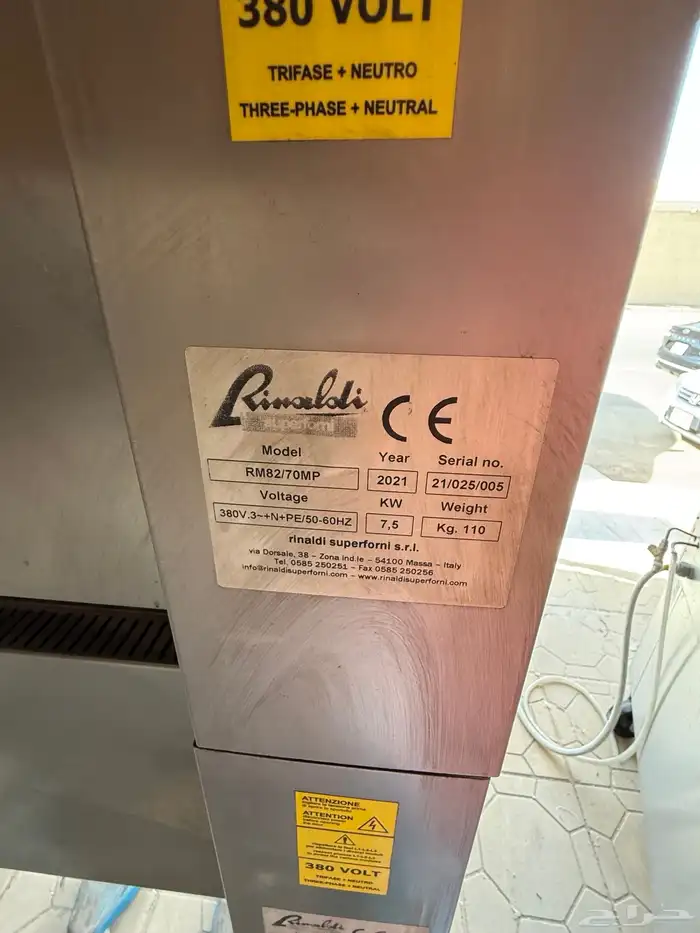 380 VOLT
TRIFASE + NEUTRO
THREE-PHASE + NEUTRAL
Rinaldi
superforni
CE
Model
Year
Serial no.
RM82/70MP
2021
21/025/005
Voltage
KW
Weight
380V.3~+N+PE/50-60HZ
7,5
Kg. 110
rinaldi superforni s.r.l.
via Dorsale, 38 – Zona Ind.le – 54100 Massa – Italy
Tel. 0585 250251 – Fax 0585 250256
info@rinaldisuperforni.com – www.rinaldisuperforni.com
ATTENZIONE
ATTENTION
380 VOLT
TRIFASE + NEUTRO
THREE-PHASE + NEUTRAL
Rinaldi
حراج